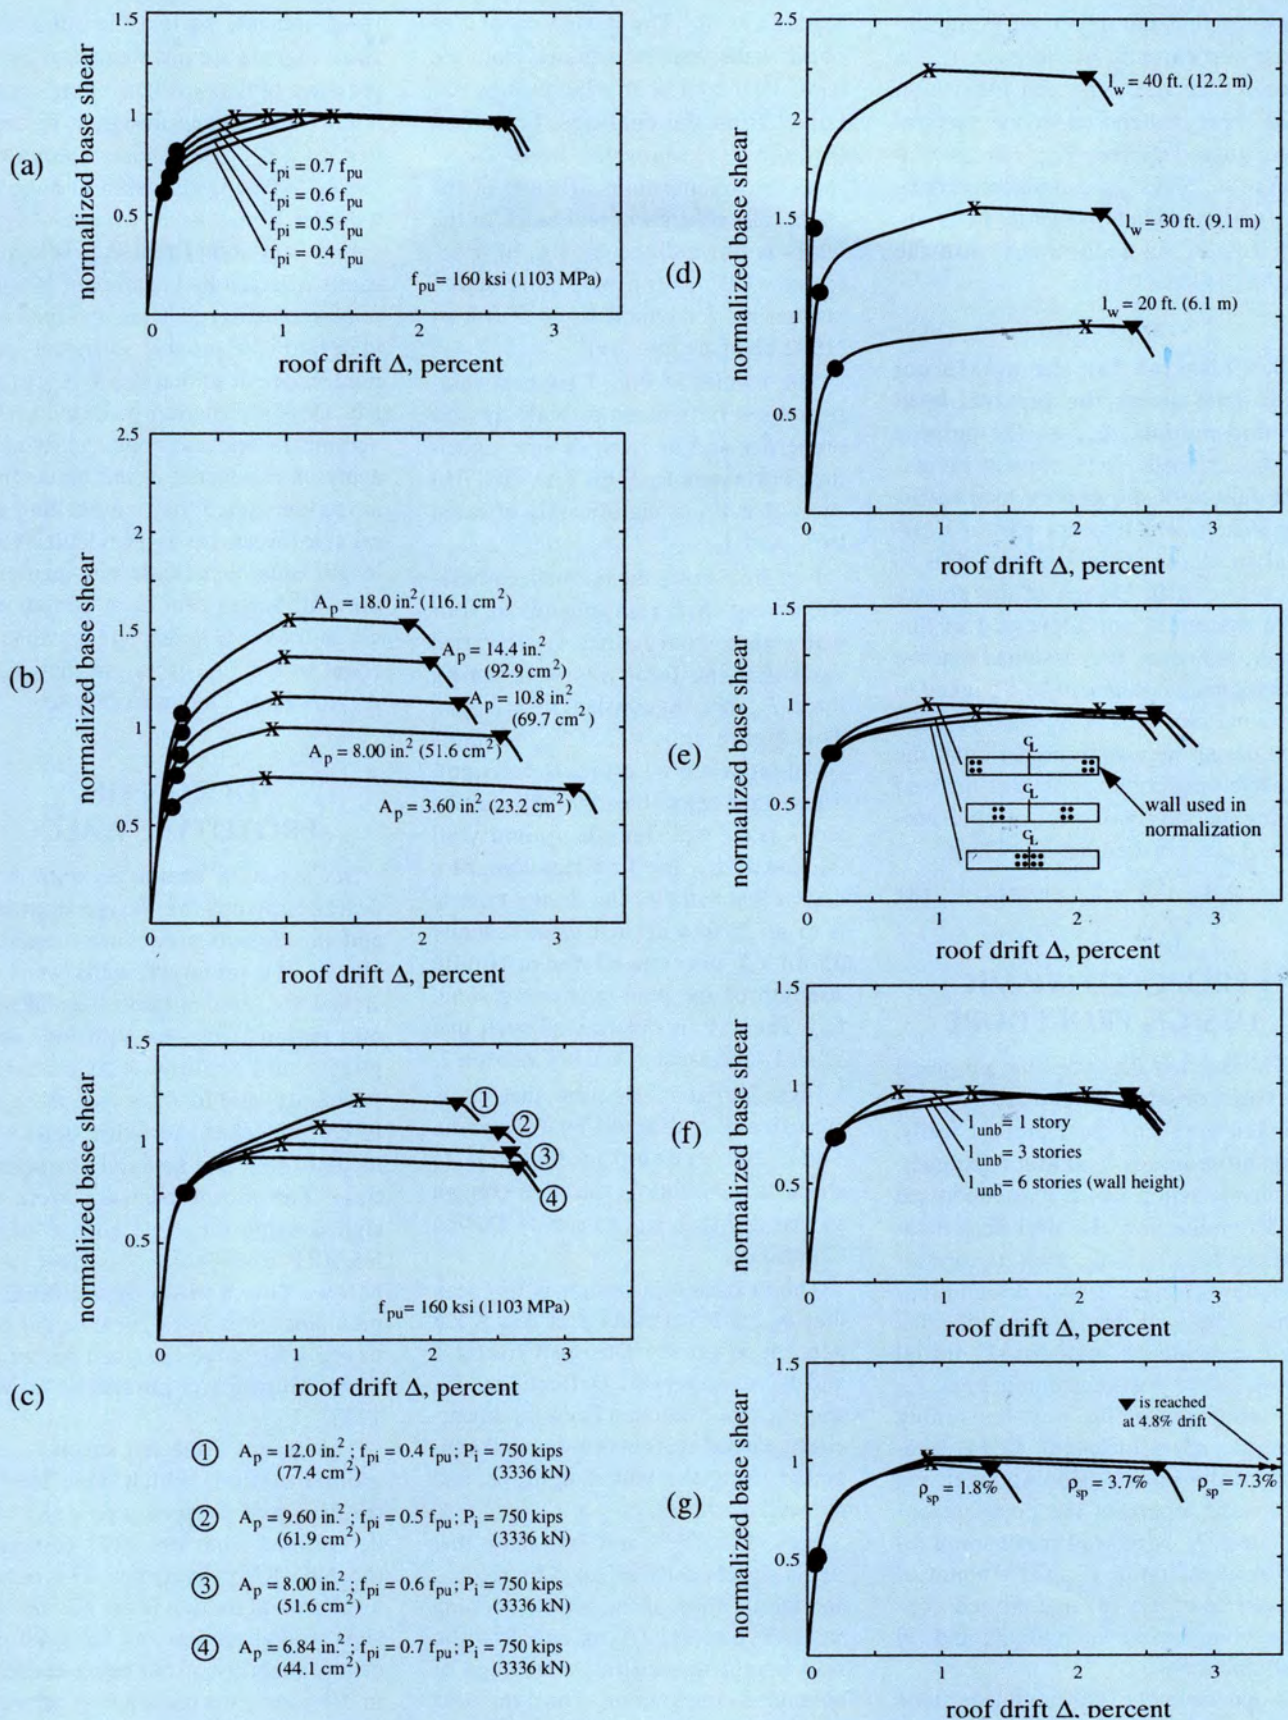 (a)
normalized base shear
1.5
1
0.5
f_pi = 0.7 f_pu
f_pi = 0.6 f_pu
f_pi = 0.5 f_pu
f_pi = 0.4 f_pu
f_pu = 160 ksi (1103 MPa)
0 1 2 3
roof drift Δ, percent
(b)
normalized base shear
2.5
2
1.5
1
0.5
A_p = 18.0 in.² (116.1 cm²)
A_p = 14.4 in.²
(92.9 cm²)
A_p = 10.8 in.²
(69.7 cm²)
A_p = 8.00 in.² (51.6 cm²)
A_p = 3.60 in.² (23.2 cm²)
0 1 2 3
roof drift Δ, percent
(c)
normalized base shear
1.5
1
0.5
1
2
3
4
f_pu = 160 ksi (1103 MPa)
0 1 2 3
roof drift Δ, percent
1 A_p = 12.0 in.² ; f_pi = 0.4 f_pu ; P_i = 750 kips
(77.4 cm²) (3336 kN)
2 A_p = 9.60 in.² ; f_pi = 0.5 f_pu ; P_i = 750 kips
(61.9 cm²) (3336 kN)
3 A_p = 8.00 in.² ; f_pi = 0.6 f_pu ; P_i = 750 kips
(51.6 cm²) (3336 kN)
4 A_p = 6.84 in.² ; f_pi = 0.7 f_pu ; P_i = 750 kips
(44.1 cm²) (3336 kN)
(d)
normalized base shear
2.5
2
1.5
1
0.5
l_w = 40 ft. (12.2 m)
l_w = 30 ft. (9.1 m)
l_w = 20 ft. (6.1 m)
0 1 2 3
roof drift Δ, percent
(e)
normalized base shear
1.5
1
0.5
CL
CL
CL
wall used in
normalization
0 1 2 3
roof drift Δ, percent
(f)
normalized base shear
1.5
1
0.5
l_unb = 1 story
l_unb = 3 stories
l_unb = 6 stories (wall height)
0 1 2 3
roof drift Δ, percent
(g)
normalized base shear
1.5
1
0.5
▼ is reached
at 4.8% drift
ρ_sp = 1.8% ρ_sp = 3.7% ρ_sp = 7.3%
0 1 2 3
roof drift Δ, percent